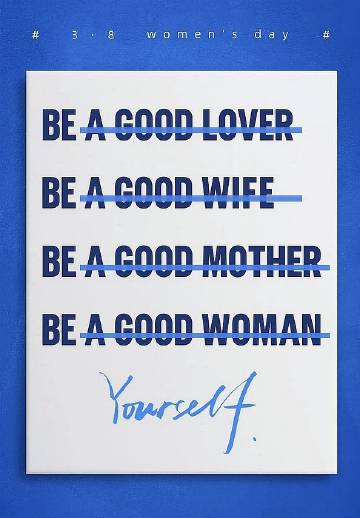 # 3·8 women's day #
BE A GOOD LOVER
BE A GOOD WIFE
BE A GOOD MOTHER
BE A GOOD WOMAN
Yourself.